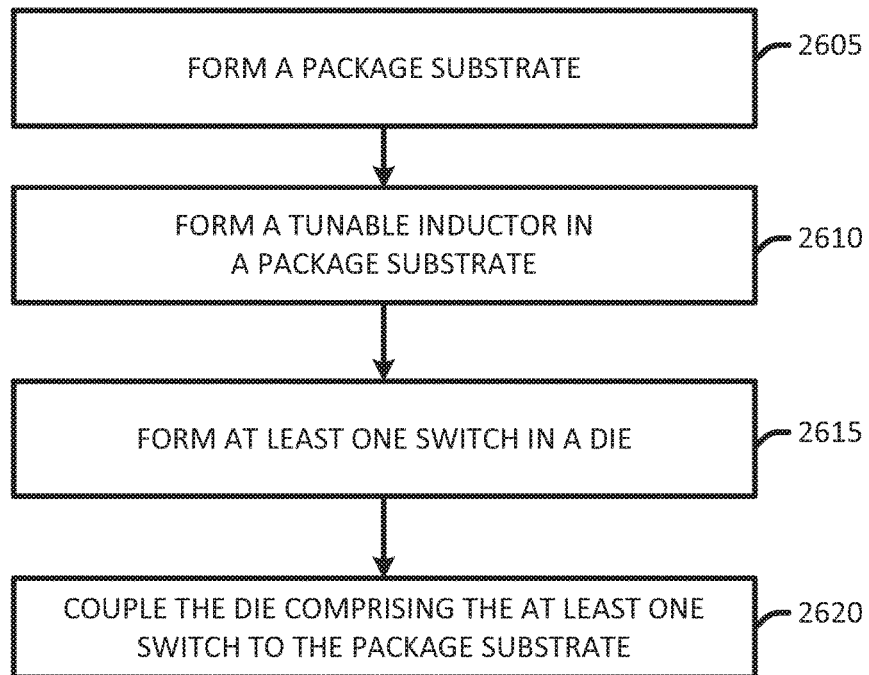 FORM A PACKAGE SUBSTRATE
2605
FORM A TUNABLE INDUCTOR IN
A PACKAGE SUBSTRATE
2610
FORM AT LEAST ONE SWITCH IN A DIE
2615
COUPLE THE DIE COMPRISING THE AT LEAST ONE
SWITCH TO THE PACKAGE SUBSTRATE
2620